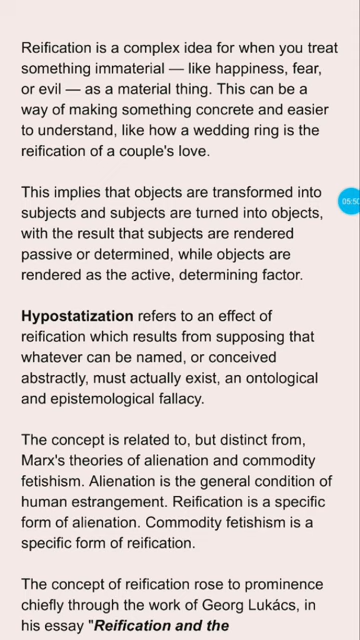 Reification is a complex idea for when you treat
something immaterial — like happiness, fear,
or evil — as a material thing. This can be a
way of making something concrete and easier
to understand, like how a wedding ring is the
reification of a couple's love.
This implies that objects are transformed into
subjects and subjects are turned into objects,
with the result that subjects are rendered
passive or determined, while objects are
rendered as the active, determining factor.
Hypostatization refers to an effect of
reification which results from supposing that
whatever can be named, or conceived
abstractly, must actually exist, an ontological
and epistemological fallacy.
The concept is related to, but distinct from,
Marx's theories of alienation and commodity
fetishism. Alienation is the general condition of
human estrangement. Reification is a specific
form of alienation. Commodity fetishism is a
specific form of reification.
The concept of reification rose to prominence
chiefly through the work of Georg Lukács, in
his essay "Reification and the